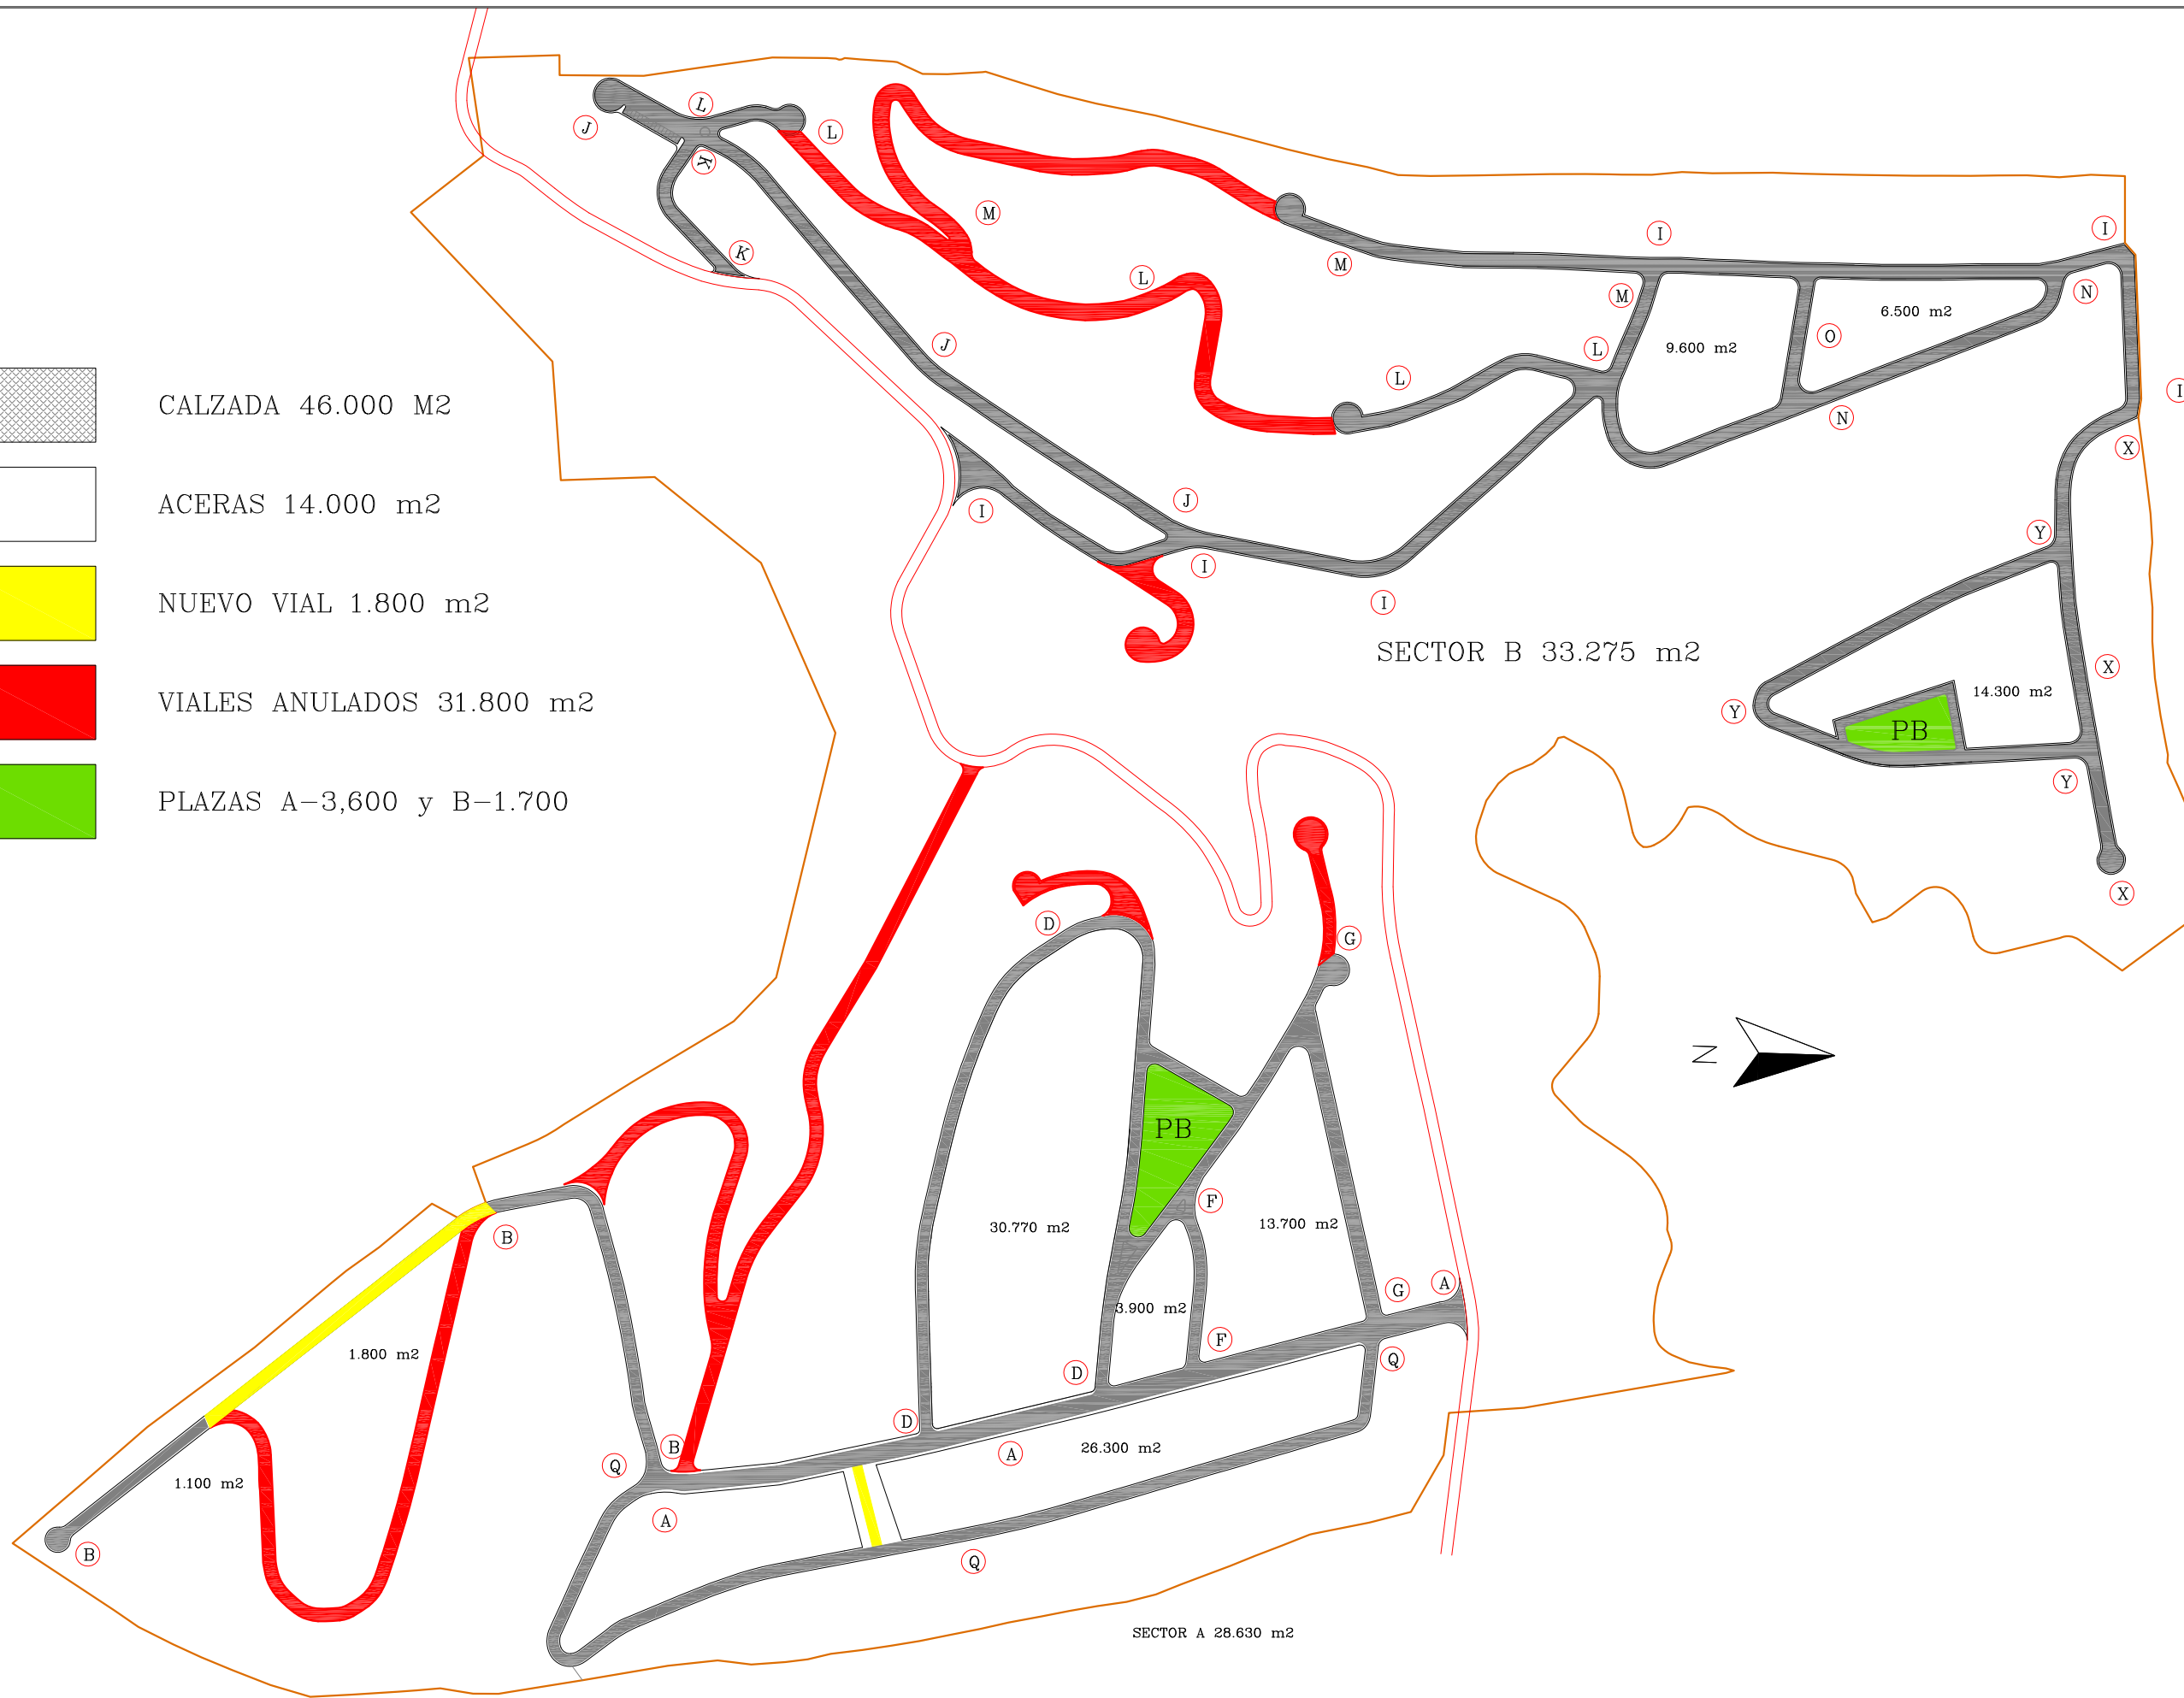 L
J
L
K
M
I
I
K
L
M
M
N
6.500 m2
O
J
L
9.600 m2
L
I
CALZADA 46.000 M2
N
X
ACERAS 14.000 m2
J
I
Y
I
NUEVO VIAL 1.800 m2
I
SECTOR B 33.275 m2
X
14.300 m2
VIALES ANULADOS 31.800 m2
Y
PB
Y
PLAZAS A-3,600 y B-1.700
X
D
G
N
PB
F
30.770 m2
13.700 m2
B
G
A
3.900 m2
F
1.800 m2
Q
D
D
B
A
26.300 m2
Q
1.100 m2
A
B
Q
SECTOR A 28.630 m2